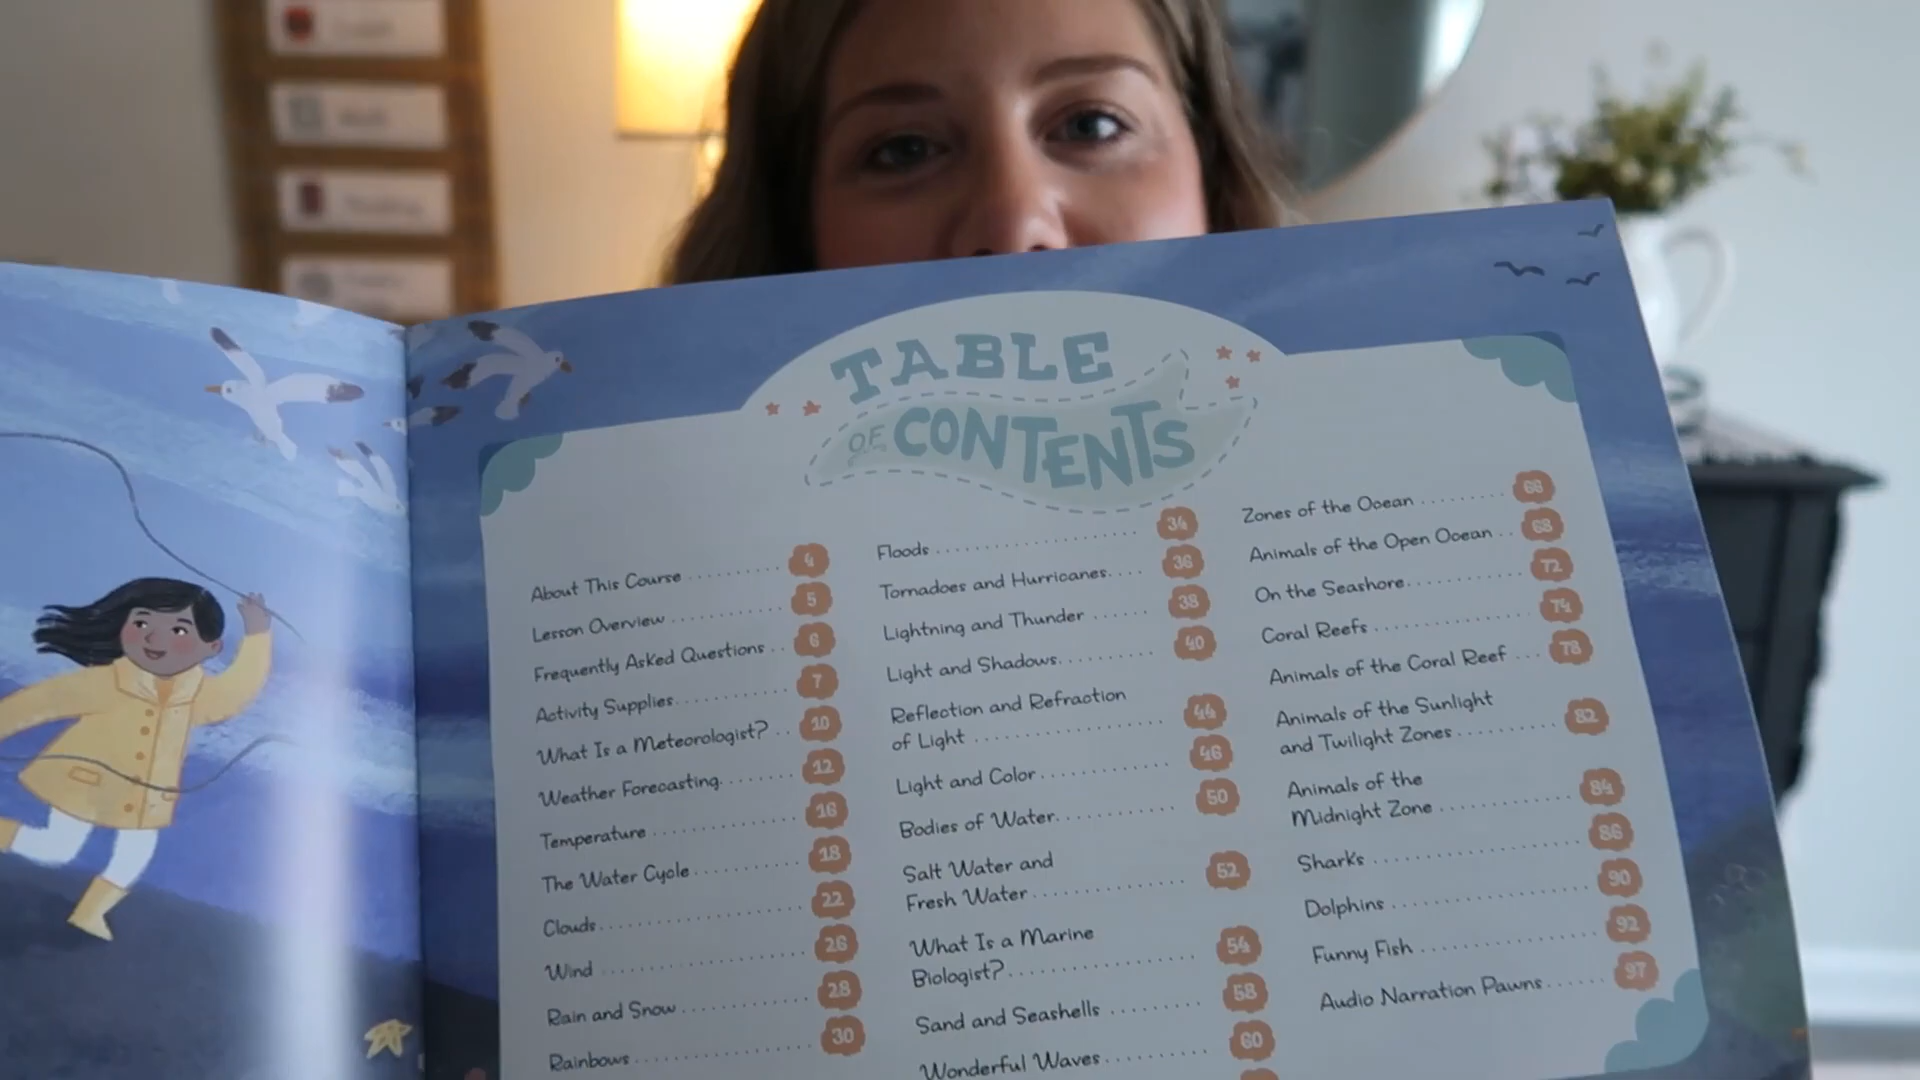 TABLE
OF CONTENTS
About This Course 4
Lesson Overview 5
Frequently Asked Questions 6
Activity Supplies 7
What Is a Meteorologist? 10
Weather Forecasting 12
Temperature 16
The Water Cycle 18
Clouds 22
Wind 26
Rain and Snow 28
Rainbows 30
Floods 34
Tornadoes and Hurricanes 36
Lightning and Thunder 38
Light and Shadows 40
Reflection and Refraction
of Light 44
Light and Color 46
Bodies of Water 50
Salt Water and
Fresh Water 52
What Is a Marine
Biologist? 54
Sand and Seashells 58
Wonderful Waves 60
Zones of the Ocean 66
Animals of the Open Ocean 68
On the Seashore 72
Coral Reefs 74
Animals of the Coral Reef 78
Animals of the Sunlight
and Twilight Zones 82
Animals of the
Midnight Zone 84
Sharks 86
Dolphins 90
Funny Fish 92
Audio Narration Pawns 97